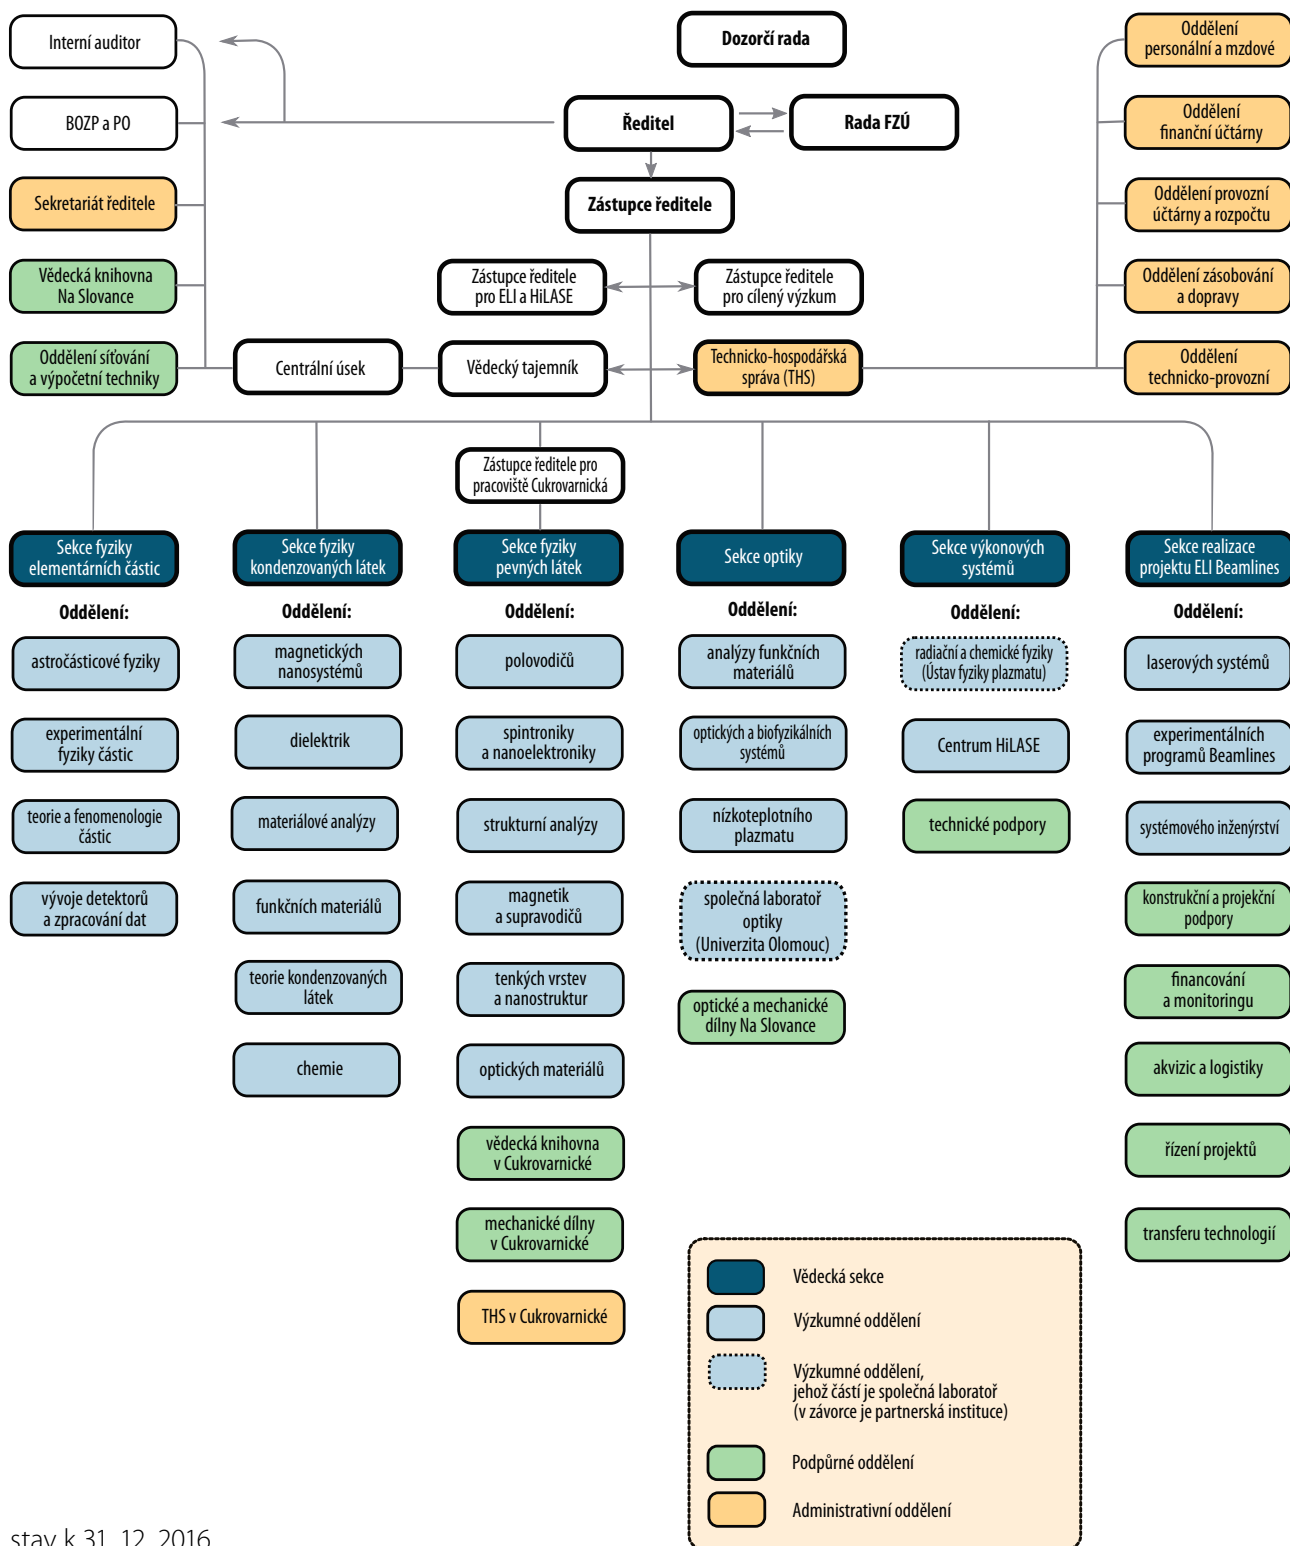 Interní auditor
BOZP a PO
Sekretariát ředitele
Vědecká knihovna
Na Slovance
Oddělení síťování
a výpočetní techniky
Dozorčí rada
Ředitel
Rada FZÚ
Zástupce ředitele
Zástupce ředitele
pro ELI a HiLASE
Zástupce ředitele
pro cílený výzkum
Centrální úsek
Vědecký tajemník
Technicko-hospodářská
správa (THS)
Oddělení
personální a mzdové
Oddělení
finanční účtárny
Oddělení provozní
účtárny a rozpočtu
Oddělení zásobování
a dopravy
Oddělení
technicko-provozní
Zástupce ředitele pro
pracoviště Cukrovarnická
Sekce fyziky
elementárních částic
Oddělení:
astročásticové fyziky
experimentální
fyziky částic
teorie a fenomenologie
částic
vývoje detektorů
a zpracování dat
Sekce fyziky
kondenzovaných látek
Oddělení:
magnetických
nanosystémů
dielektrik
materiálové analýzy
funkčních materiálů
teorie kondenzovaných
látek
chemie
Sekce fyziky
pevných látek
Oddělení:
polovodičů
spintroniky
a nanoelektroniky
strukturní analýzy
magnetik
a supravodičů
tenkých vrstev
a nanostruktur
optických materiálů
vědecká knihovna
v Cukrovarnické
mechanické dílny
v Cukrovarnické
THS v Cukrovarnické
Sekce optiky
Oddělení:
analýzy funkčních
materiálů
optických a biofyzikálních
systémů
nízkoteplotního
plazmatu
společná laboratoř
optiky
(Univerzita Olomouc)
optické a mechanické
dílny Na Slovance
Sekce výkonových
systémů
Oddělení:
radiační a chemické fyziky
(Ústav fyziky plazmatu)
Centrum HiLASE
technické podpory
Sekce realizace
projektu ELI Beamlines
Oddělení:
laserových systémů
experimentálních
programů Beamlines
systémového inženýrství
konstrukční a projekční
podpory
financování
a monitoringu
akvizic a logistiky
řízení projektů
transferu technologií
Vědecká sekce
Výzkumné oddělení
Výzkumné oddělení,
jehož částí je společná laboratoř
(v závorce je partnerská instituce)
Podpůrné oddělení
Administrativní oddělení
stav k 31. 12. 2016